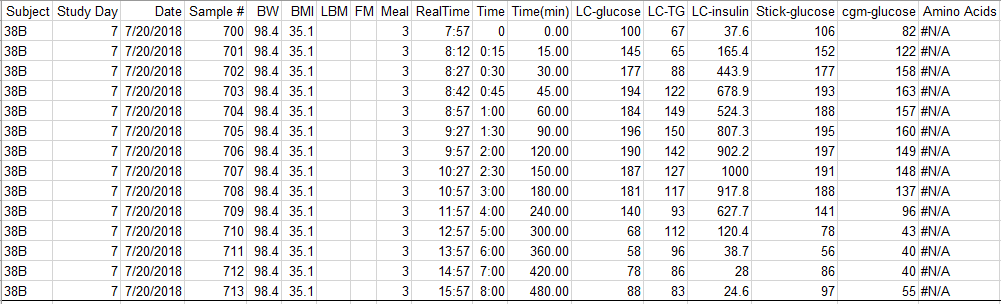 Subject Study Day Date Sample # BW BMI LBM FM Meal RealTime Time Time(min) LC-glucose LC-TG LC-insulin Stick-glucose cgm-glucose Amino Acids
38B 7 7/20/2018 700 98.4 35.1 3 7:57 0 0.00 100 67 37.6 106 82 #N/A
38B 7 7/20/2018 701 98.4 35.1 3 8:12 0:15 15.00 145 65 165.4 152 122 #N/A
38B 7 7/20/2018 702 98.4 35.1 3 8:27 0:30 30.00 177 88 443.9 177 158 #N/A
38B 7 7/20/2018 703 98.4 35.1 3 8:42 0:45 45.00 194 122 678.9 193 163 #N/A
38B 7 7/20/2018 704 98.4 35.1 3 8:57 1:00 60.00 184 149 524.3 188 157 #N/A
38B 7 7/20/2018 705 98.4 35.1 3 9:27 1:30 90.00 196 150 807.3 195 160 #N/A
38B 7 7/20/2018 706 98.4 35.1 3 9:57 2:00 120.00 190 142 902.2 197 149 #N/A
38B 7 7/20/2018 707 98.4 35.1 3 10:27 2:30 150.00 187 127 1000 191 148 #N/A
38B 7 7/20/2018 708 98.4 35.1 3 10:57 3:00 180.00 181 117 917.8 188 137 #N/A
38B 7 7/20/2018 709 98.4 35.1 3 11:57 4:00 240.00 140 93 627.7 141 96 #N/A
38B 7 7/20/2018 710 98.4 35.1 3 12:57 5:00 300.00 68 112 120.4 78 43 #N/A
38B 7 7/20/2018 711 98.4 35.1 3 13:57 6:00 360.00 58 96 38.7 56 40 #N/A
38B 7 7/20/2018 712 98.4 35.1 3 14:57 7:00 420.00 78 86 28 86 40 #N/A
38B 7 7/20/2018 713 98.4 35.1 3 15:57 8:00 480.00 88 83 24.6 97 55 #N/A